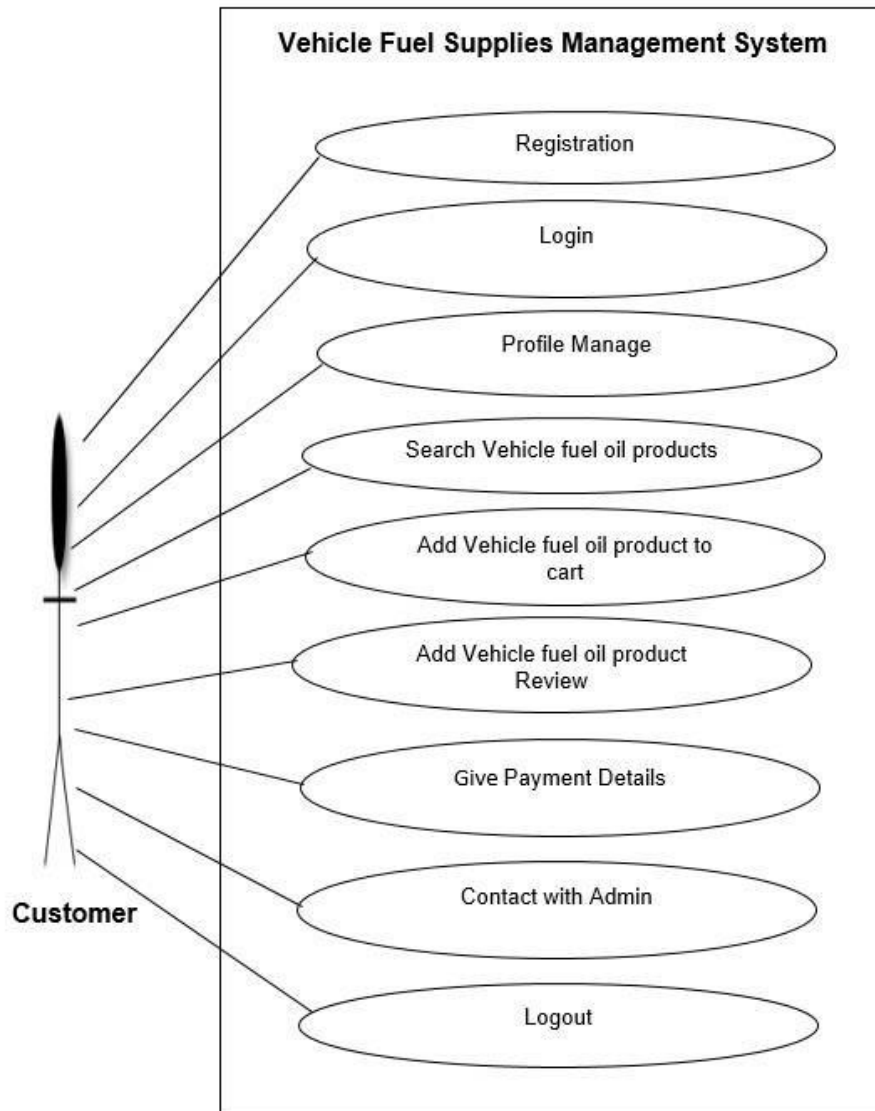 Vehicle Fuel Supplies Management System
Registration
Login
Profile Manage
Search Vehicle fuel oil products
Add Vehicle fuel oil product to
cart
Add Vehicle fuel oil product
Review
Give Payment Details
Contact with Admin
Logout
Customer